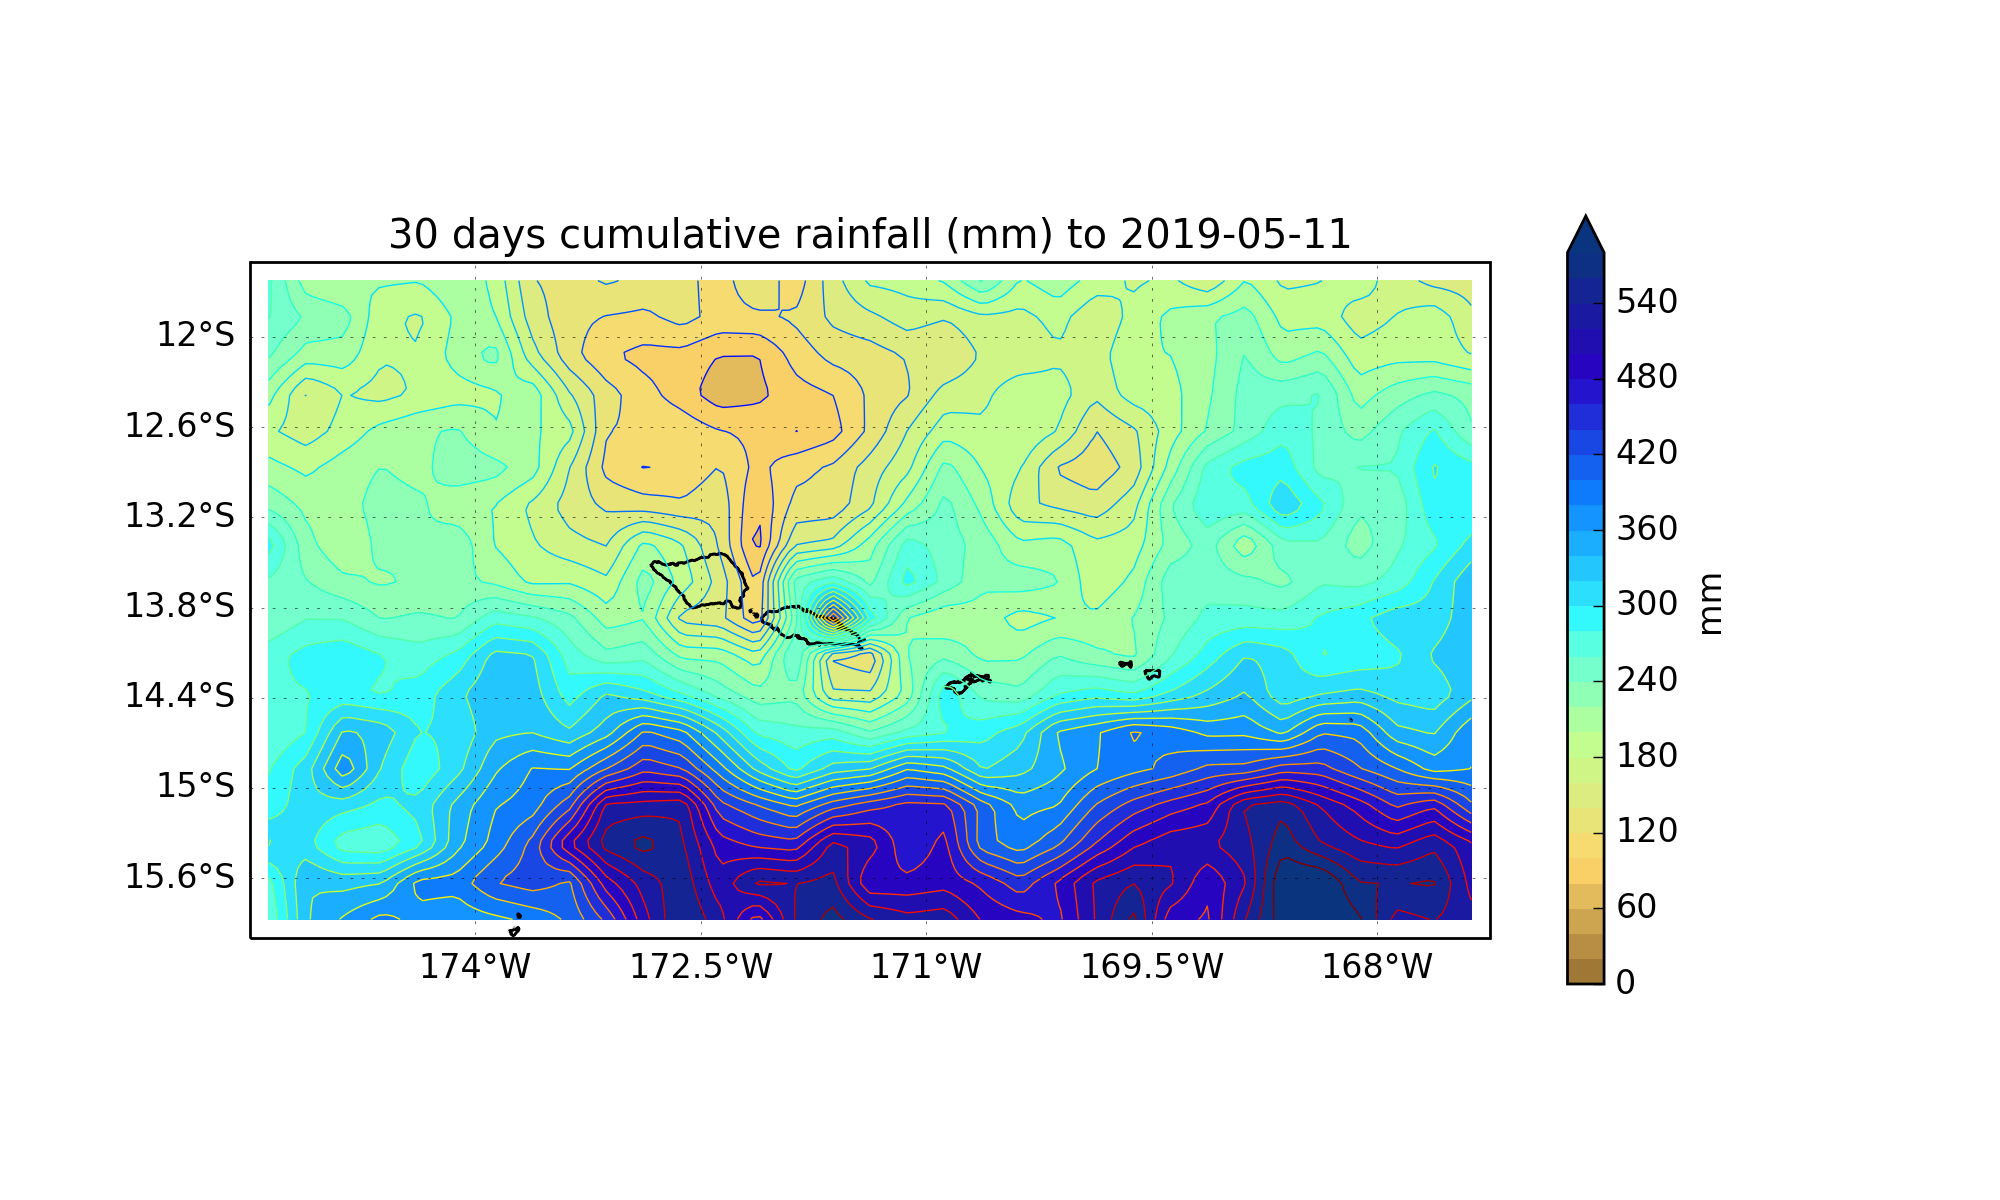 30 days cumulative rainfall (mm) to 2019-05-11
12°S
12.6°S
13.2°S
13.8°S
14.4°S
15°S
15.6°S
174°W
172.5°W
171°W
169.5°W
168°W
540
480
420
360
300
240
180
120
60
0
mm